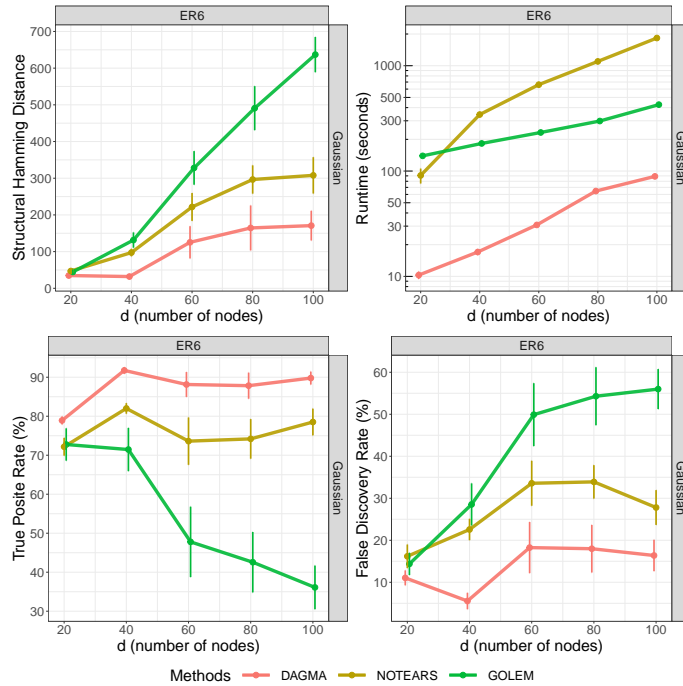 ER6
Structural Hamming Distance
700
600
500
400
300
200
100
0
20 40 60 80 100
d (number of nodes)
Gaussian
ER6
Runtime (seconds)
1000
500
300
100
50
30
10
20 40 60 80 100
d (number of nodes)
Gaussian
ER6
True Posite Rate (%)
90
80
70
60
50
40
30
20 40 60 80 100
d (number of nodes)
Gaussian
ER6
False Discovery Rate (%)
60
50
40
30
20
10
20 40 60 80 100
d (number of nodes)
Gaussian
Methods DAGMA NOTEARS GOLEM